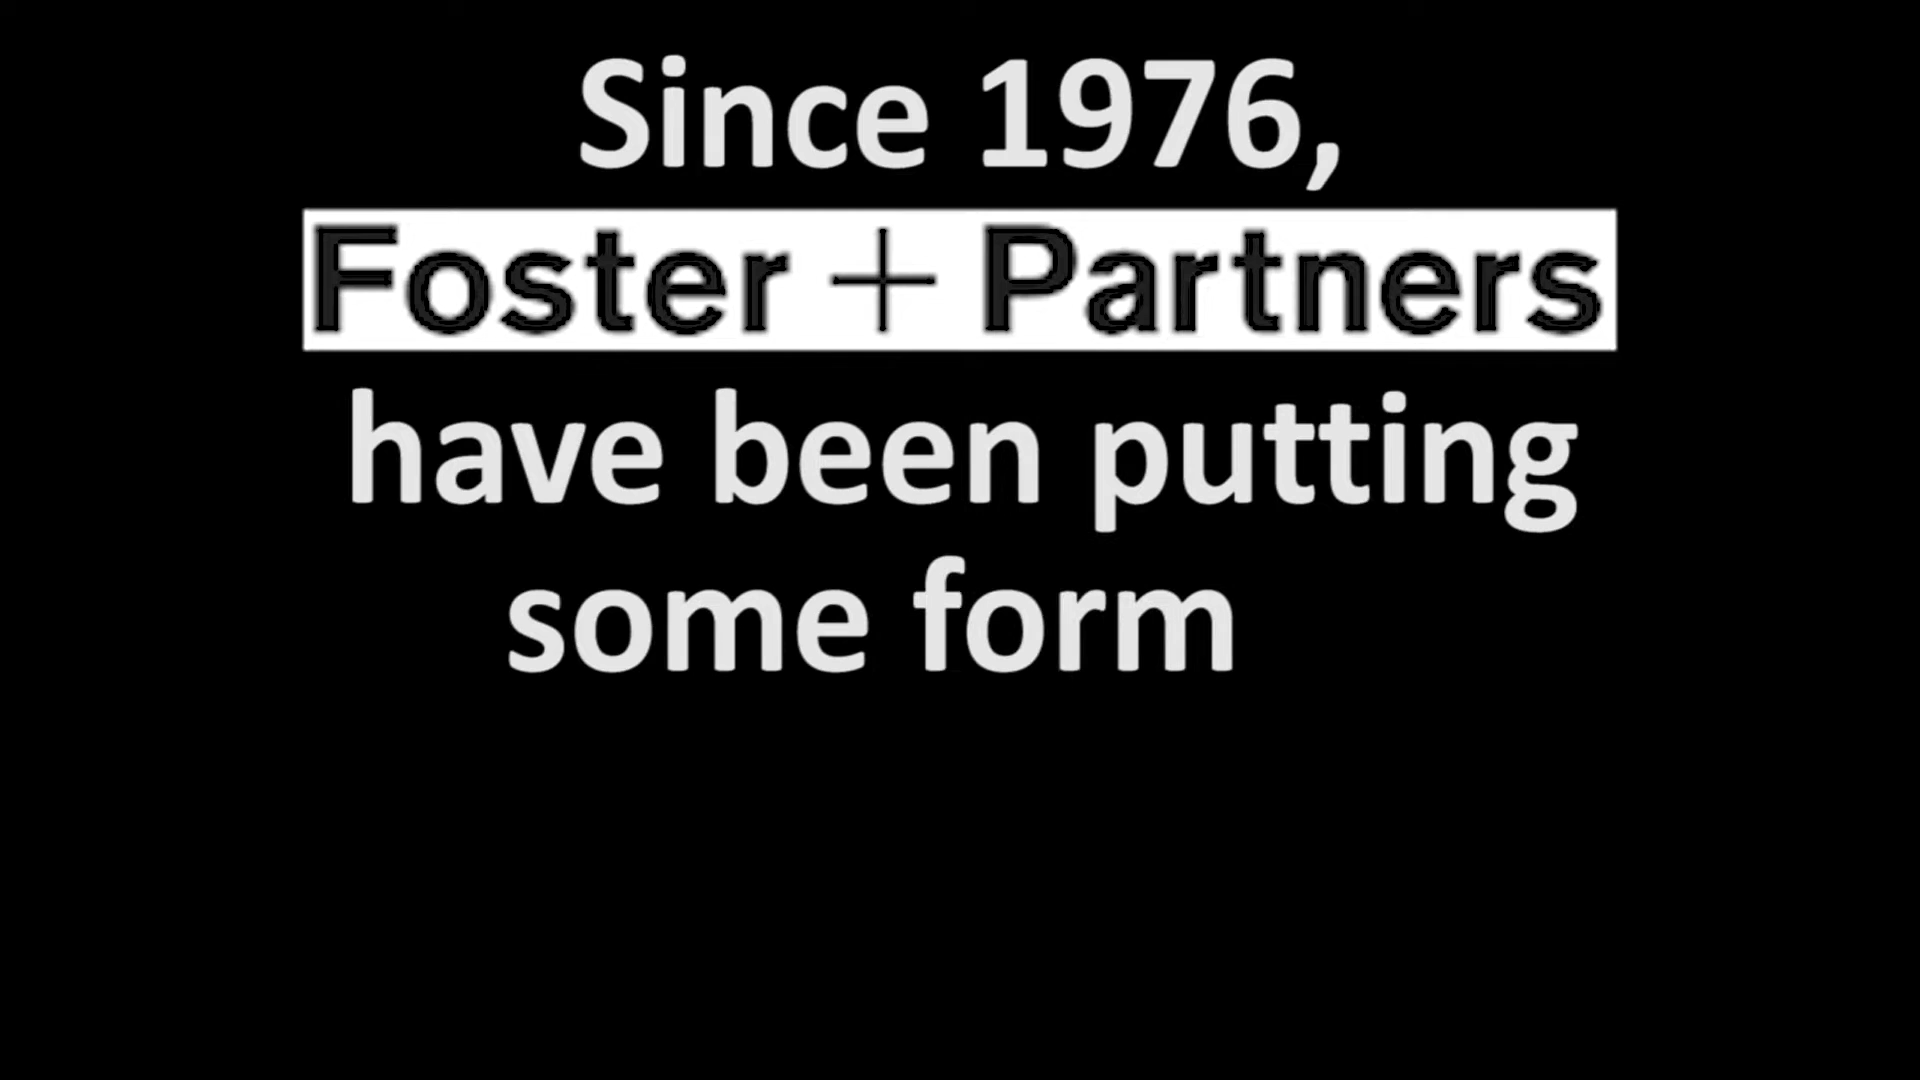 Since 1976,
Foster + Partners
have been putting
some form